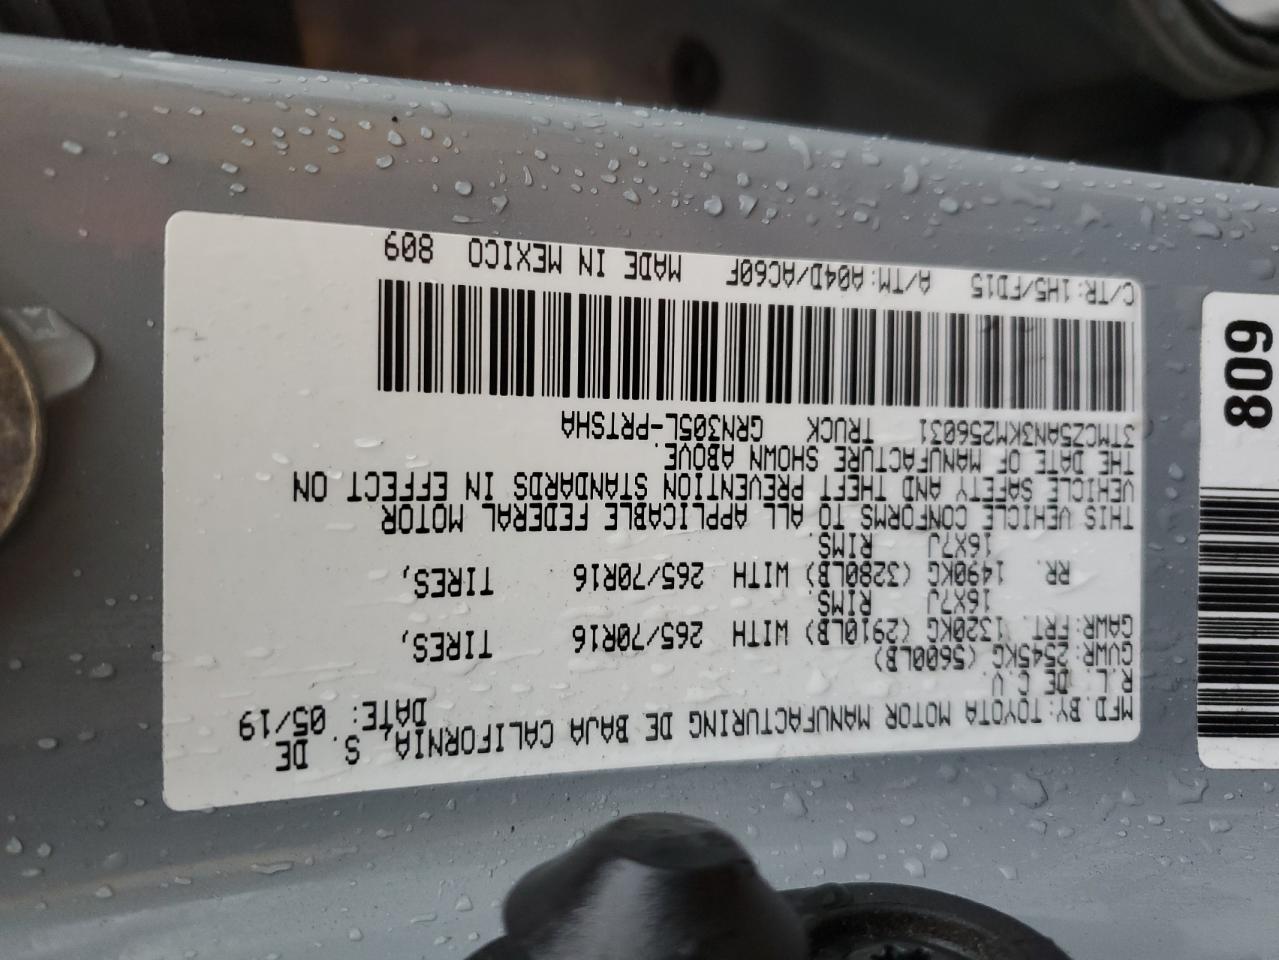 MFD.BY:TOYOTA MOTOR MANUFACTURING DE BAJA CALIFORNIA, S. DE
R.L. DE C.V. DATE: 05/19
GVWR:2545KG (5600LB)
GAWR:FRT. 1320KG (2910LB) WITH 265/70R16 TIRES,
16X7J RIMS.
RR. 1490KG (3280LB) WITH 265/70R16 TIRES,
16X7J RIMS.
THIS VEHICLE CONFORMS TO ALL APPLICABLE FEDERAL MOTOR
VEHICLE SAFETY AND THEFT PREVENTION STANDARDS IN EFFECT ON
THE DATE OF MANUFACTURE SHOWN ABOVE.
3TMCZ5AN3KM256031 TRUCK GRN305L-PRTSHA
C/TR:1H5/FD15 A/TM:A04D/AC60F MADE IN MEXICO 809
809